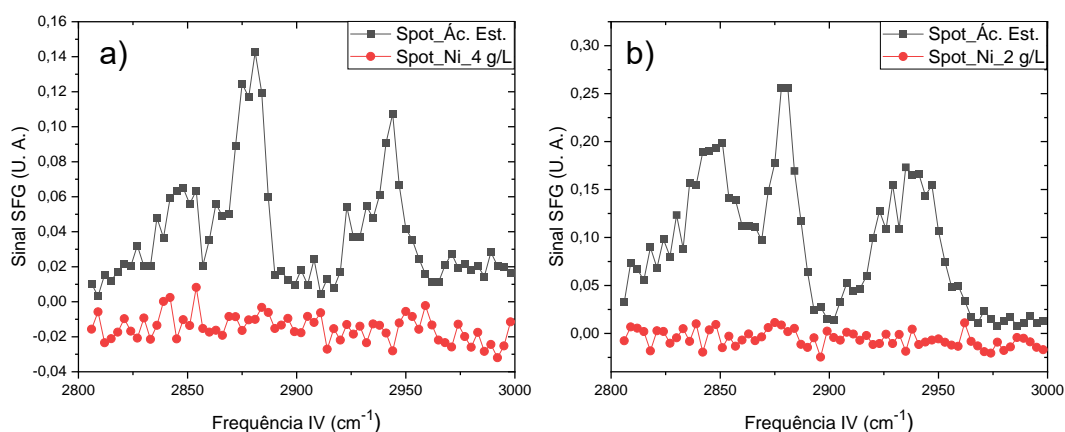 a)
Spot_Ác. Est.
Spot_Ni_4 g/L
Sinal SFG (U. A.)
0,16
0,14
0,12
0,10
0,08
0,06
0,04
0,02
0,00
-0,02
-0,04
2800
2850
2900
2950
3000
Frequência IV (cm-1)
b)
Spot_Ác. Est.
Spot_Ni_2 g/L
Sinal SFG (U. A.)
0,30
0,25
0,20
0,15
0,10
0,05
0,00
2800
2850
2900
2950
3000
Frequência IV (cm-1)